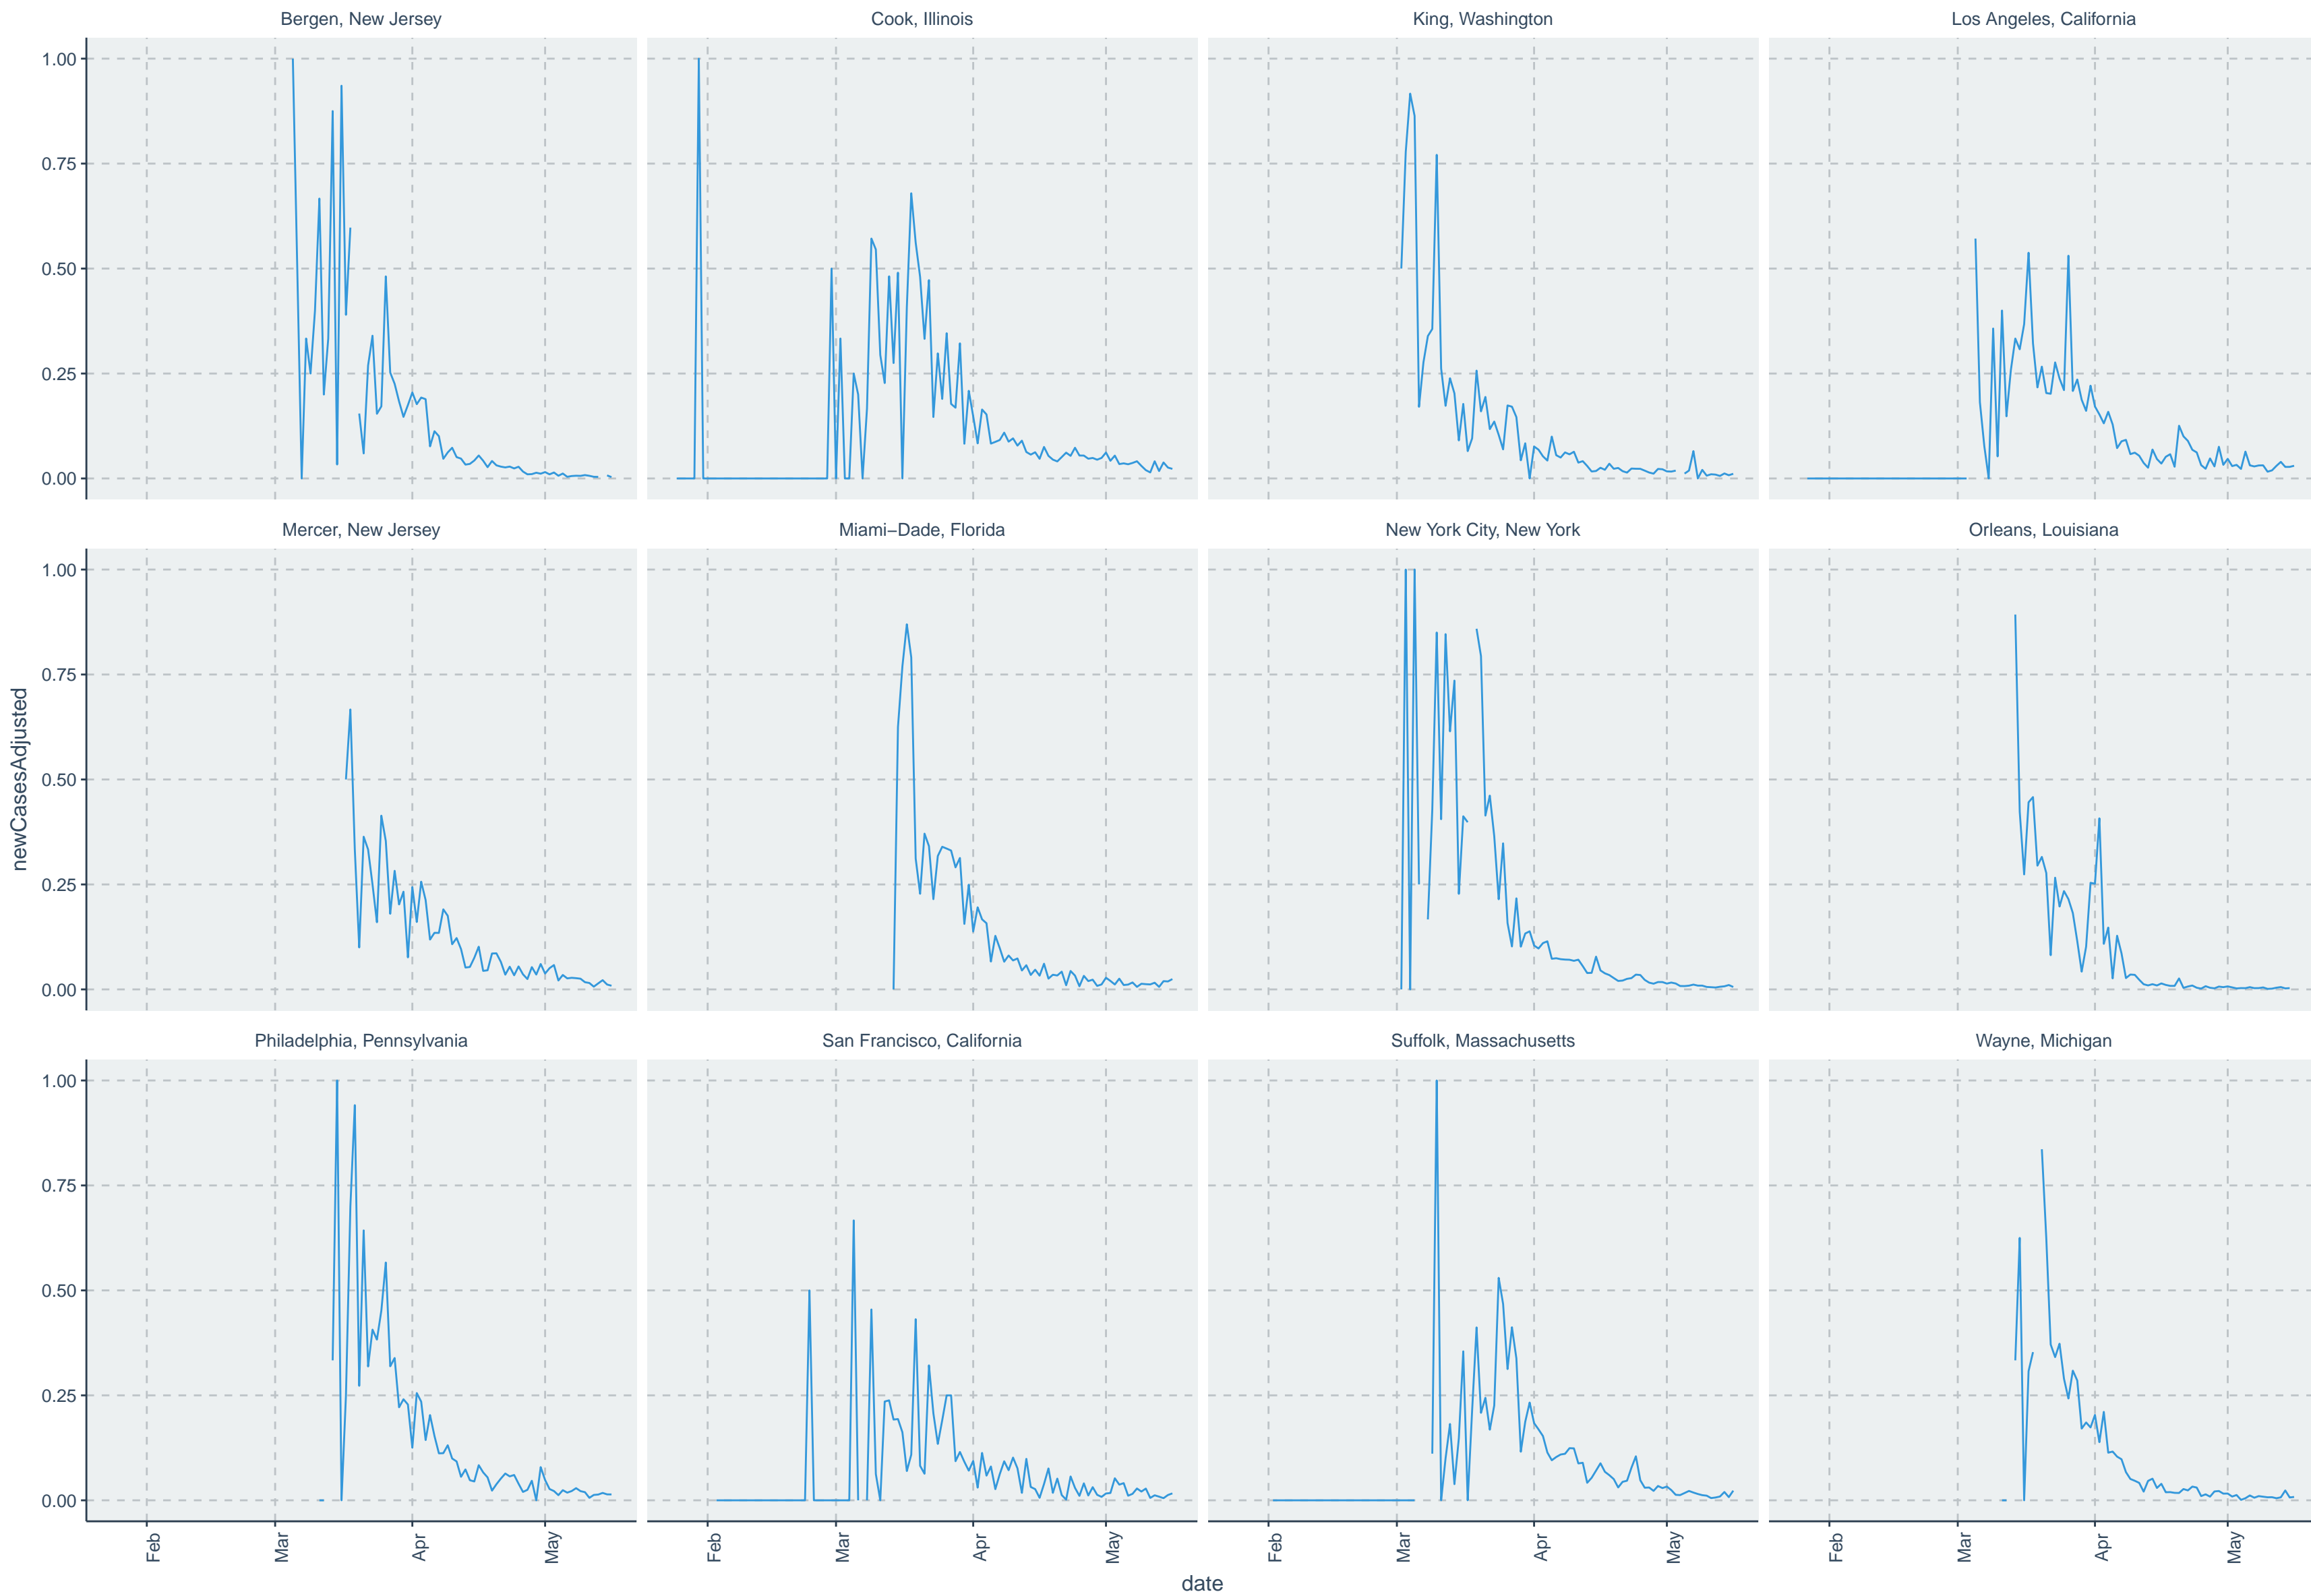 Bergen, New Jersey
Cook, Illinois
King, Washington
Los Angeles, California
1.00
0.75
0.50
0.25
0.00
Mercer, New Jersey
Miami−Dade, Florida
New York City, New York
Orleans, Louisiana
1.00
0.75
0.50
0.25
0.00
newCasesAdjusted
Philadelphia, Pennsylvania
San Francisco, California
Suffolk, Massachusetts
Wayne, Michigan
1.00
0.75
0.50
0.25
0.00
Feb
Mar
Apr
May
Feb
Mar
Apr
May
Feb
Mar
Apr
May
Feb
Mar
Apr
May
date